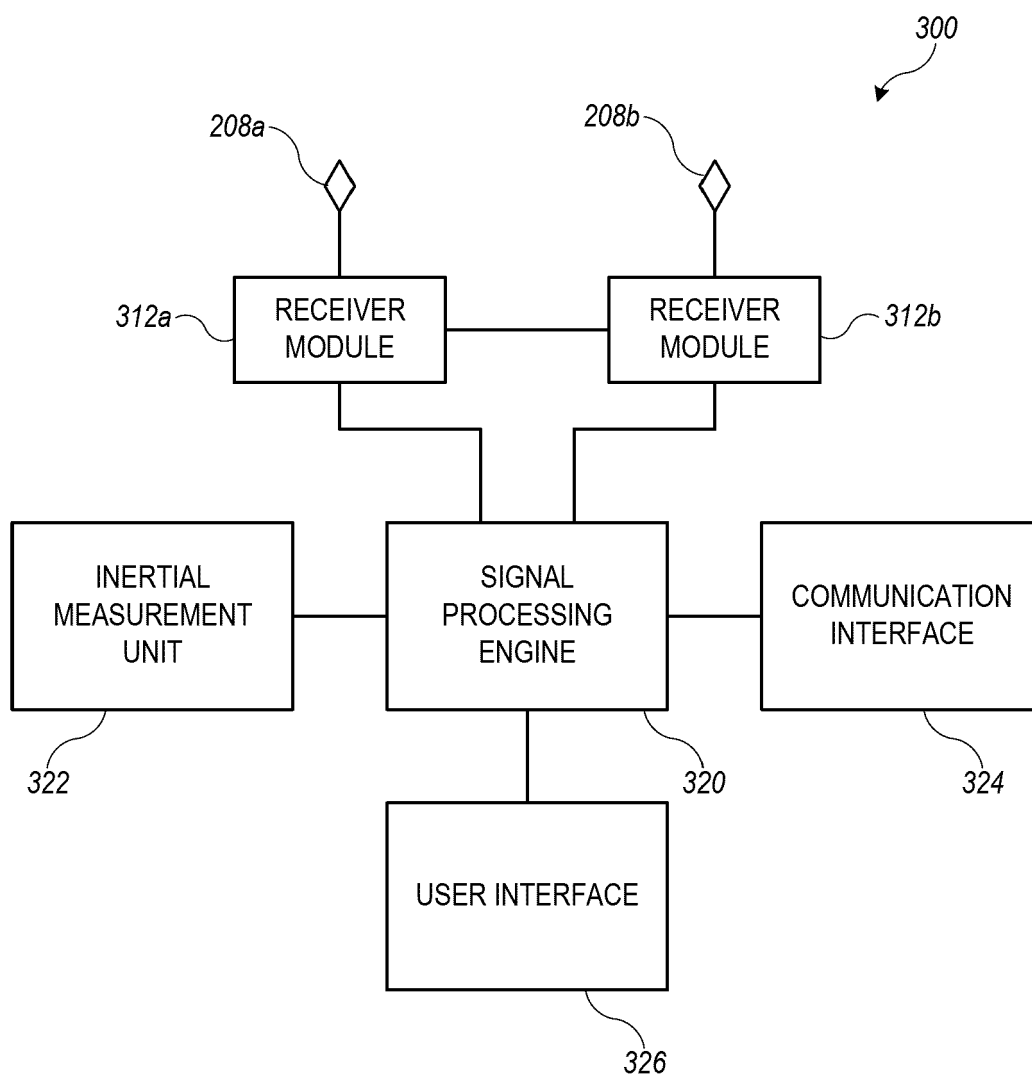 300
208a
208b
312a
RECEIVER
MODULE
RECEIVER
MODULE
312b
INERTIAL
MEASUREMENT
UNIT
SIGNAL
PROCESSING
ENGINE
COMMUNICATION
INTERFACE
322
320
324
USER INTERFACE
326